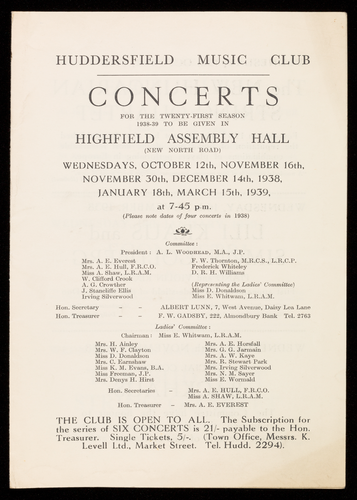 HUDDERSFIELD MUSIC CLUB
CONCERTS
FOR THE TWENTY-FIRST SEASON
1938-39 TO BE GIVEN IN
HIGHFIELD ASSEMBLY HALL
(NEW NORTH ROAD)
WEDNESDAYS, OCTOBER 12th, NOVEMBER 16th,
NOVEMBER 30th, DECEMBER 14th, 1938,
JANUARY 18th, MARCH 15th, 1939,
at 7-45 p.m.
(Please note dates of four concerts in 1938)
Committee:
President: A. L. WOODREAD, M.A., J.P.
Mrs. A. E. Everest
Mrs. A. E. Hull, F.R.C.O.
Miss A. Shaw, L.R.A.M.
W. Clifford Crook
A. G. Crowther
J. Stancliffe Ellis
Irving Silverwood
F. W. Thornton, M.R.C.S., L.R.C.P.
Frederick Whiteley
D. R. H. Williams
(Representing the Ladies' Committee)
Miss D. Donaldson
Miss E. Whitwam, L.R.A.M.
Hon. Secretary - - ALBERT LUNN, 7, West Avenue, Daisy Lea Lane
Hon. Treasurer - - F. W. GADSBY, 222, Almondbury Bank Tel. 2763
Ladies' Committee:
Chairman: Miss E. Whitwam, L.R.A.M.
Mrs. H. Ainley
Mrs. W. F. Clayton
Miss D. Donaldson
Mrs. C. Earnshaw
Miss K. M. Evans, B.A.
Miss Freeman, J.P.
Mrs. Denys H. Hirst
Mrs. A. E. Horsfall
Mrs. G. G. Jarmain
Mrs. A. W. Kaye
Mrs. R. Stewart Park
Mrs. Irving Silverwood
Mrs. N. M. Sayer
Miss E. Wormald
Hon. Secretaries - Mrs. A. E. HULL, F.R.C.O.
Miss A. SHAW, L.R.A.M.
Hon. Treasurer - Mrs. A. E. EVEREST
THE CLUB IS OPEN TO ALL. The Subscription for
the series of SIX CONCERTS is 21/- payable to the Hon.
Treasurer. Single Tickets, 5/-. (Town Office, Messrs. K.
Levell Ltd., Market Street. Tel. Hudd. 2294).